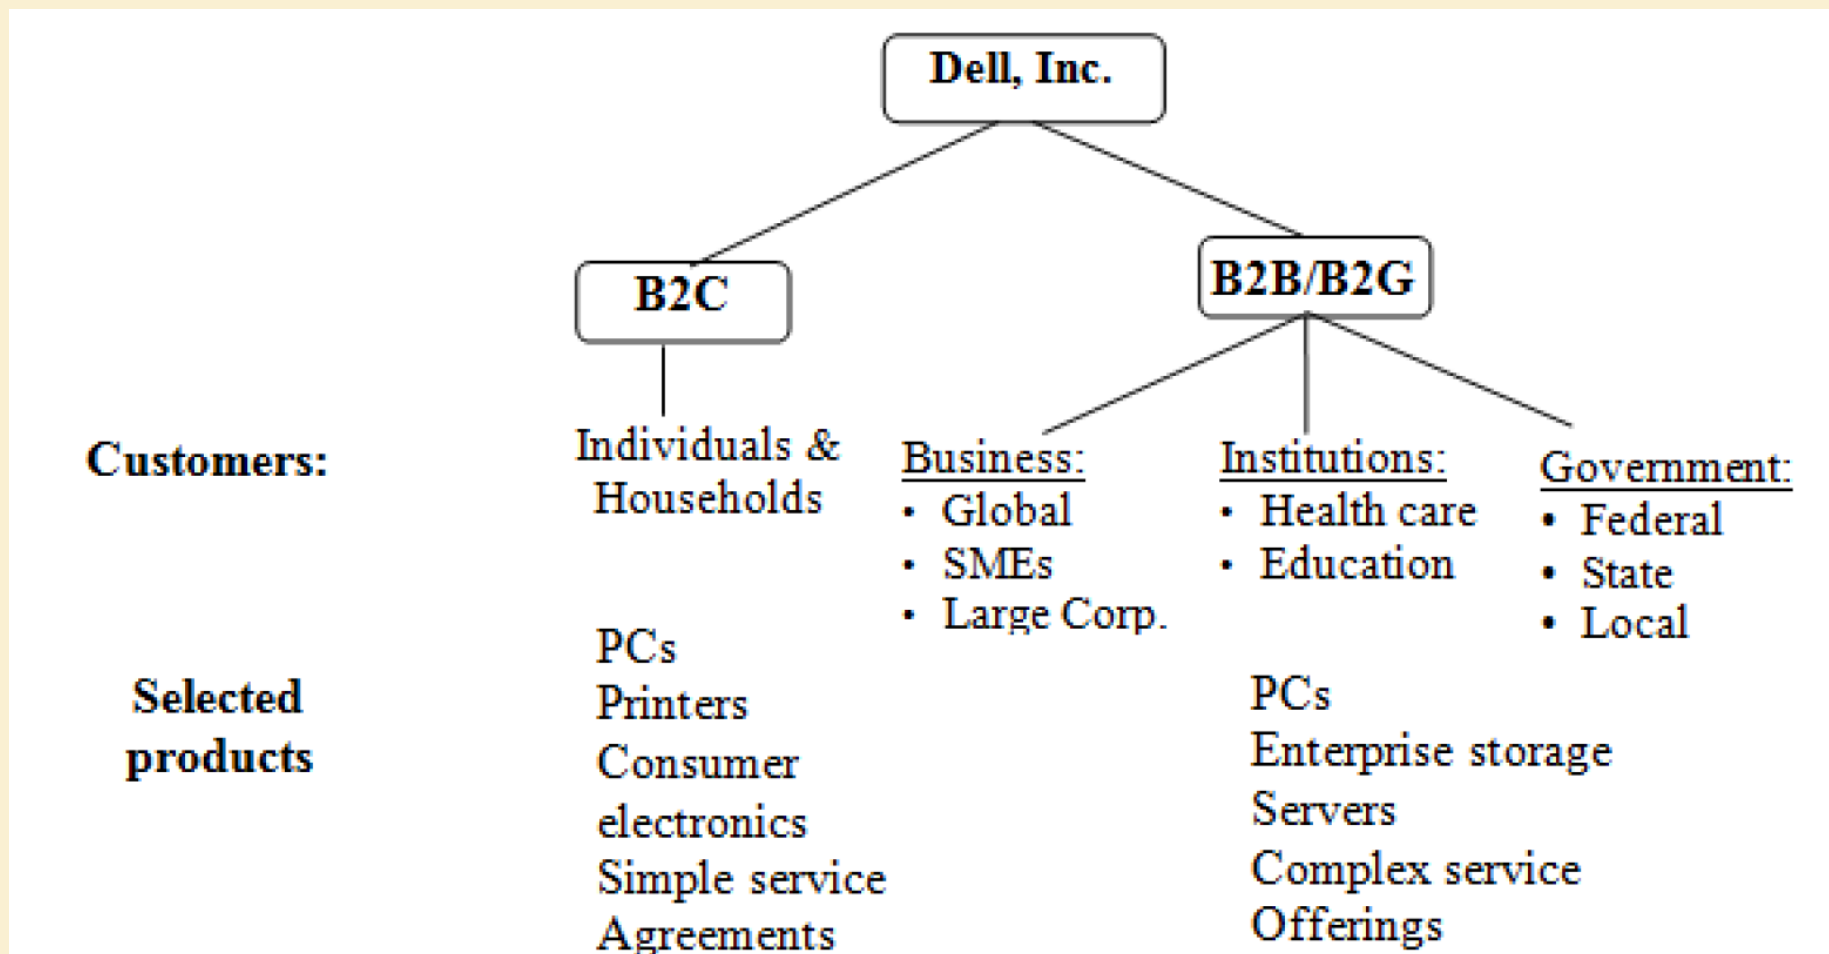 Dell, Inc.
B2C
B2B/B2G
Customers:
Individuals &
Households
Business:
• Global
• SMEs
• Large Corp.
Institutions:
• Health care
• Education
Government:
• Federal
• State
• Local
Selected
products
PCs
Printers
Consumer
electronics
Simple service
Agreements
PCs
Enterprise storage
Servers
Complex service
Offerings